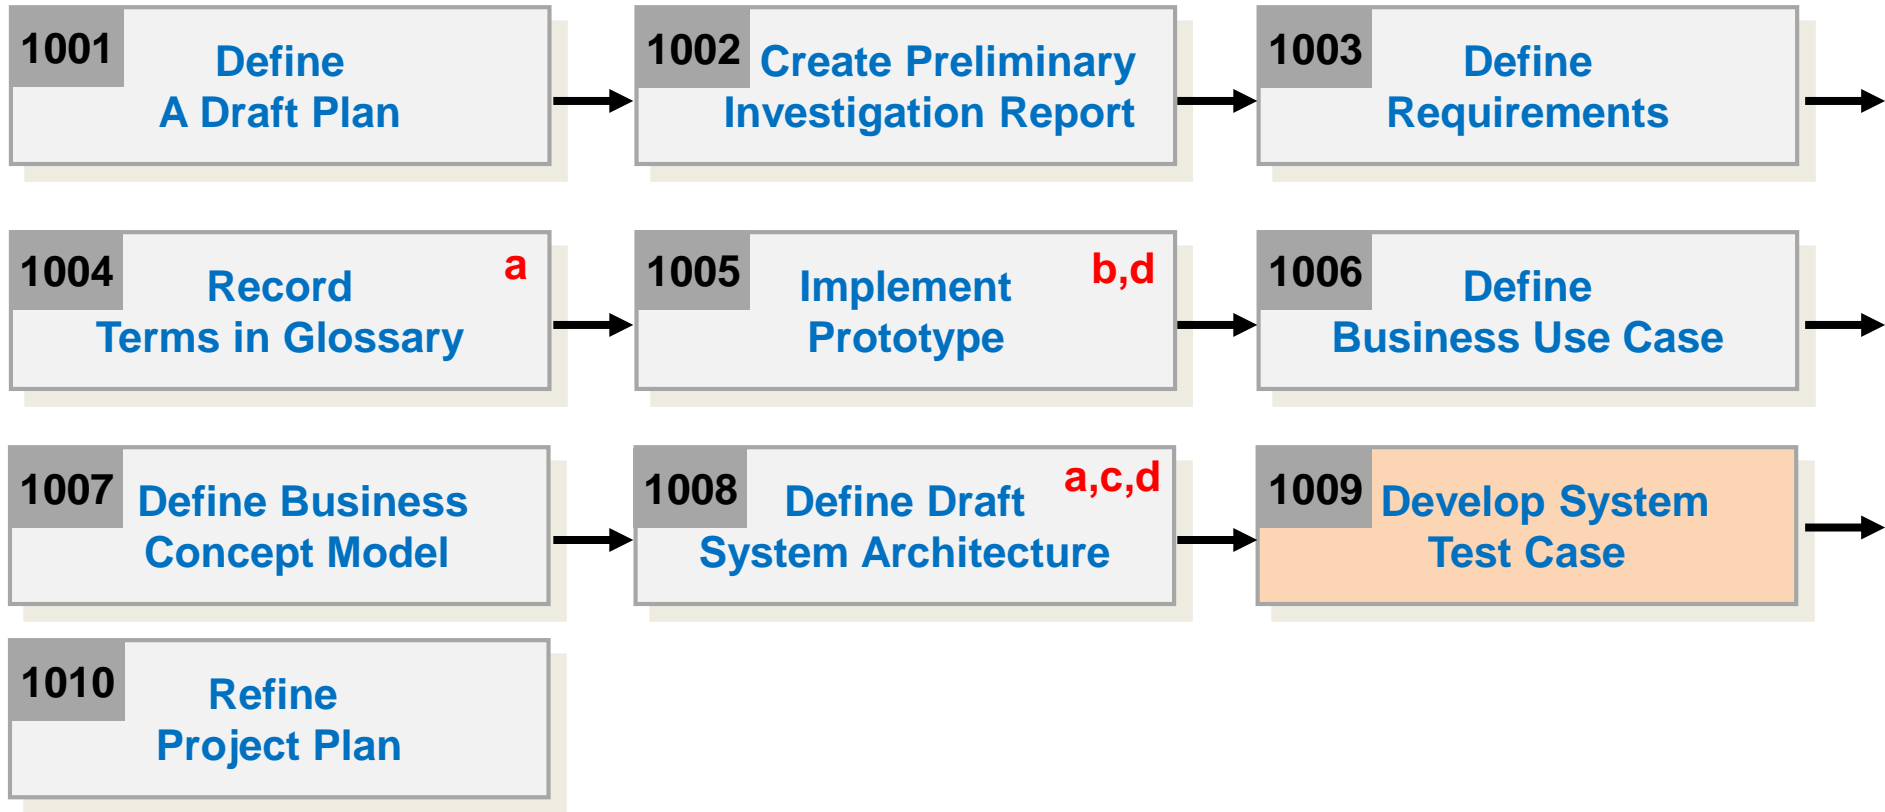 1001
Define
A Draft Plan
1002
Create Preliminary
Investigation Report
1003
Define
Requirements
1004
Record
Terms in Glossary
a
1005
Implement
Prototype
b,d
1006
Define
Business Use Case
1007
Define Business
Concept Model
1008
Define Draft
System Architecture
a,c,d
1009
Develop System
Test Case
1010
Refine
Project Plan